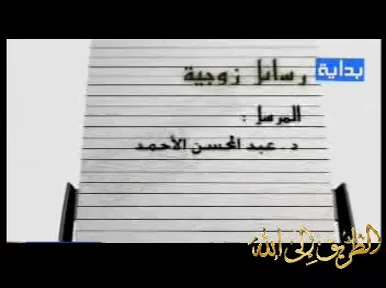 بداية
رسائل زوجية
المرسل :
د. عبد المحسن الأحمد
الطريق إلى الله